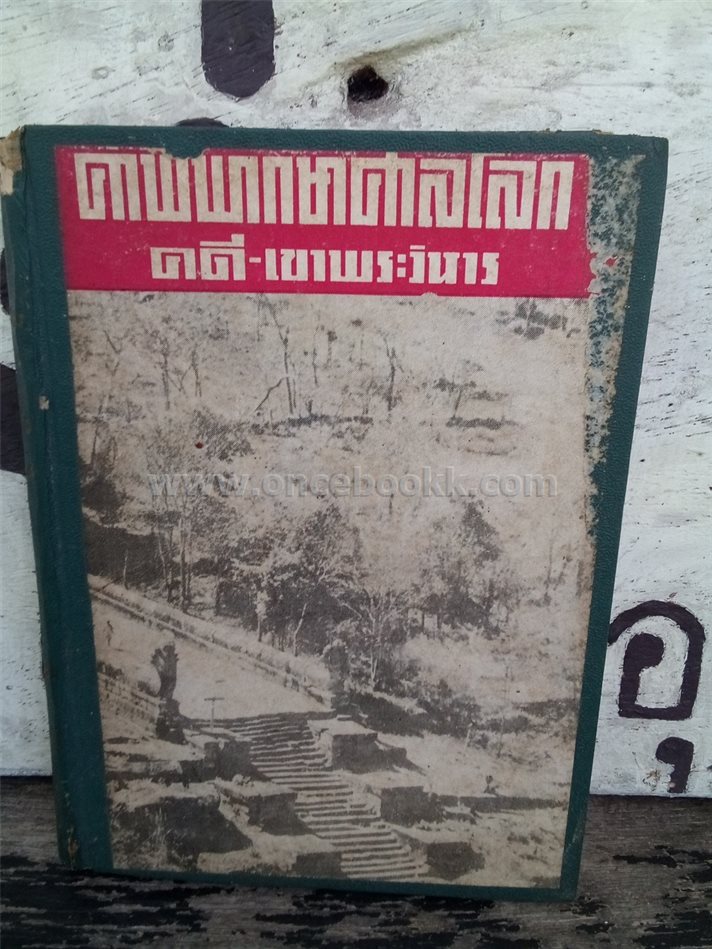 คำพิพากษาศาลโลก
คดี-เขาพระวิหาร
www.oncebookk.com
อุ